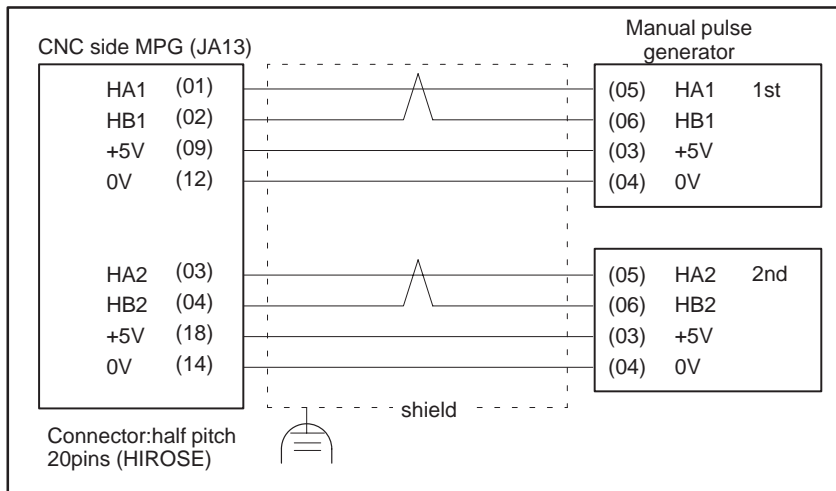 CNC side MPG (JA13)
Manual pulse
generator
HA1 (01)
HB1 (02)
+5V (09)
0V (12)
(05) HA1 1st
(06) HB1
(03) +5V
(04) 0V
HA2 (03)
HB2 (04)
+5V (18)
0V (14)
(05) HA2 2nd
(06) HB2
(03) +5V
(04) 0V
shield
Connector:half pitch
20pins (HIROSE)